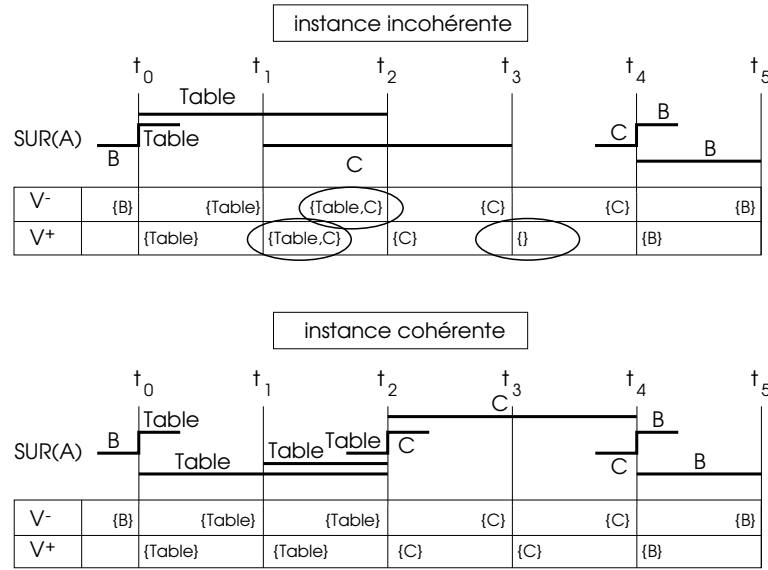 instance incohérente
t0 t1 t2 t3 t4 t5
Table
B
SUR(A) Table C
B C B
V- {B} {Table} {Table,C} {C} {C} {B}
V+ {Table} {Table,C} {C} {} {B}
instance cohérente
t0 t1 t2 t3 t4 t5
C
Table B
B Table C
SUR(A) Table
Table C B
V- {B} {Table} {Table} {C} {C} {B}
V+ {Table} {Table} {C} {C} {B}